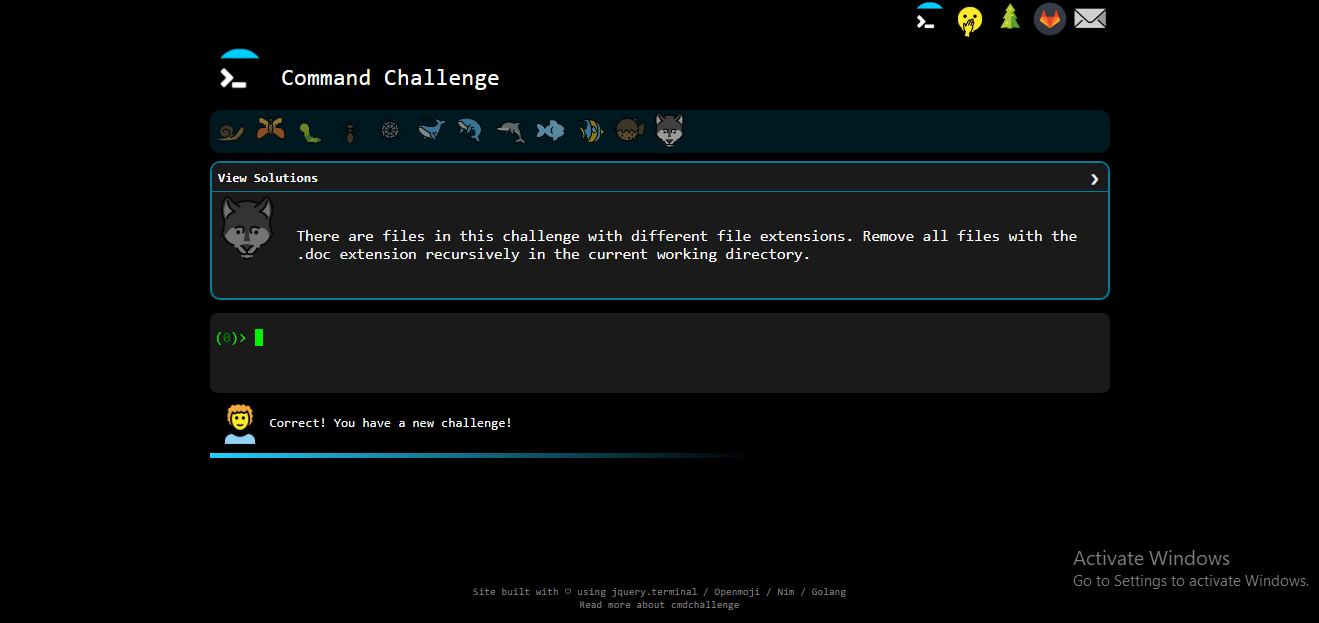 Command Challenge
View Solutions
There are files in this challenge with different file extensions. Remove all files with the
.doc extension recursively in the current working directory.
(0)>
Correct! You have a new challenge!
Activate Windows
Go to Settings to activate Windows.
Site built with ♡ using jquery.terminal / Openmoji / Nim / Golang
Read more about cmdchallenge